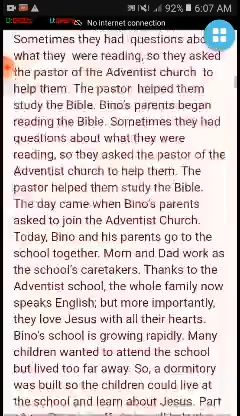 92% 6:07 AM
No internet connection
Sometimes they had questions
what they were reading, so they asked
the pastor of the Adventist church to
help them. The pastor helped them
study the Bible. Bino's parents began
reading the Bible. Sometimes they had
questions about what they were
reading, so they asked the pastor of the
Adventist church to help them. The
pastor helped them study the Bible.
The day came when Bino's parents
asked to join the Adventist Church.
Today, Bino and his parents go to the
school together. Mom and Dad work as
the school's caretakers. Thanks to the
Adventist school, the whole family now
speaks English; but more importantly,
they love Jesus with all their hearts.
Bino's school is growing rapidly. Many
children wanted to attend the school
but lived too far away. So, a dormitory
was built so the children could live at
the school and learn about Jesus. Part